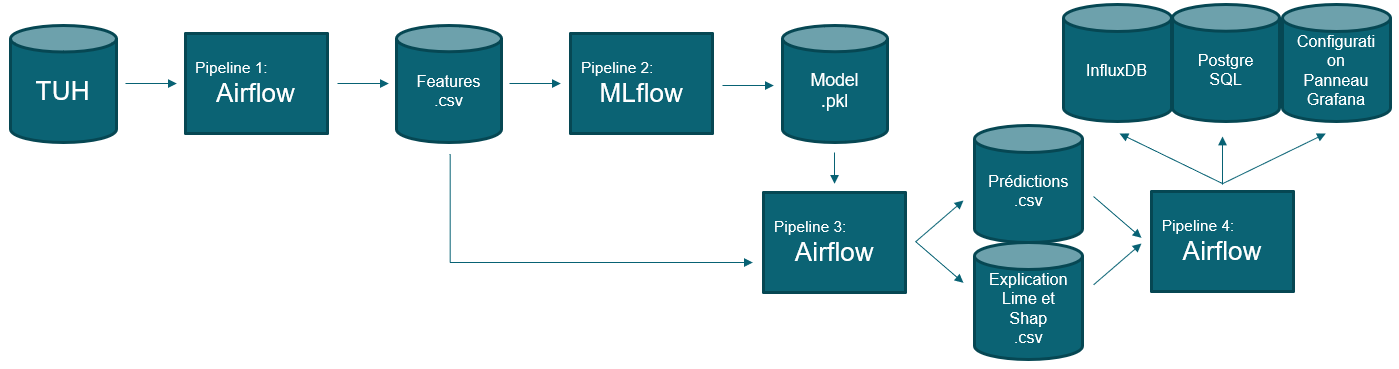 TUH
Pipeline 1:
Airflow
Features
.csv
Pipeline 2:
MLflow
Model
.pkl
InfluxDB
Postgre
SQL
Configurati
on
Panneau
Grafana
Pipeline 3:
Airflow
Prédictions
.csv
Explication
Lime et
Shap
.csv
Pipeline 4:
Airflow